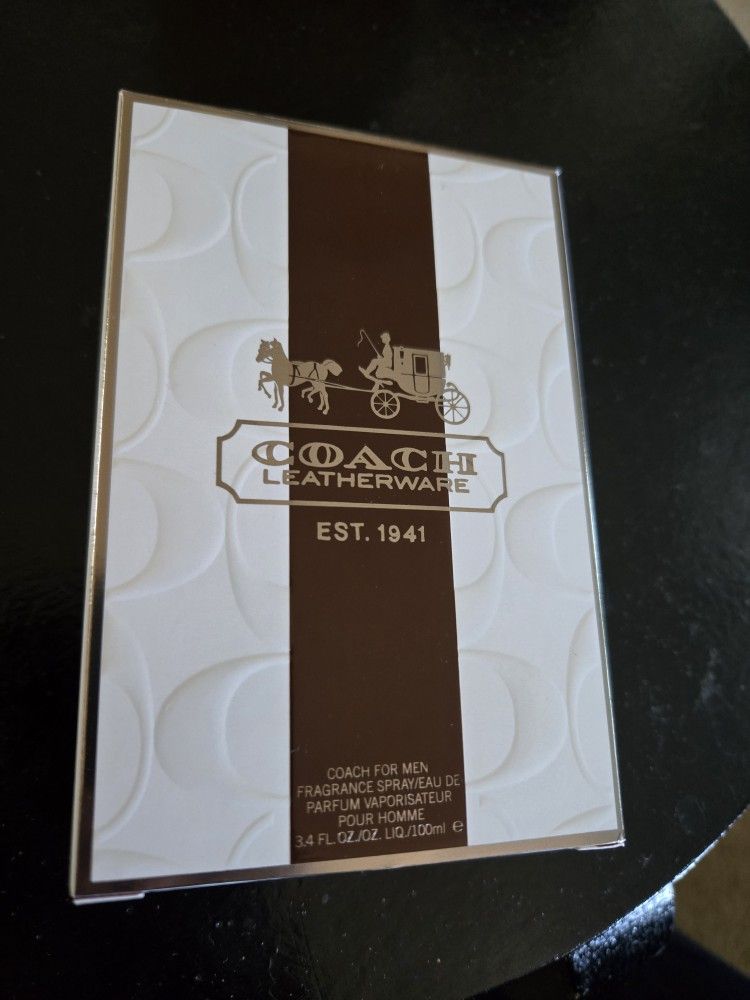 COACH
LEATHERWARE
EST. 1941
COACH FOR MEN
FRAGRANCE SPRAY/EAU DE
PARFUM VAPORISATEUR
POUR HOMME
3.4 FL.OZ./OZ. LIQ./100ml e